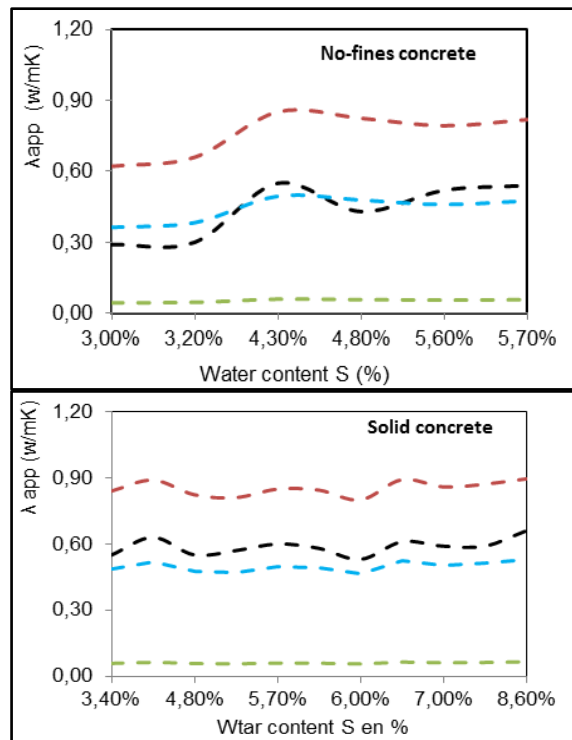 No-fines concrete
λapp (w/mK)
1,20
0,90
0,60
0,30
0,00
3,00% 3,20% 4,30% 4,80% 5,60% 5,70%
Water content S (%)
Solid concrete
λ app (w/mK)
1,20
0,90
0,60
0,30
0,00
3,40% 4,80% 5,70% 6,00% 7,00% 8,60%
Wtar content S en %